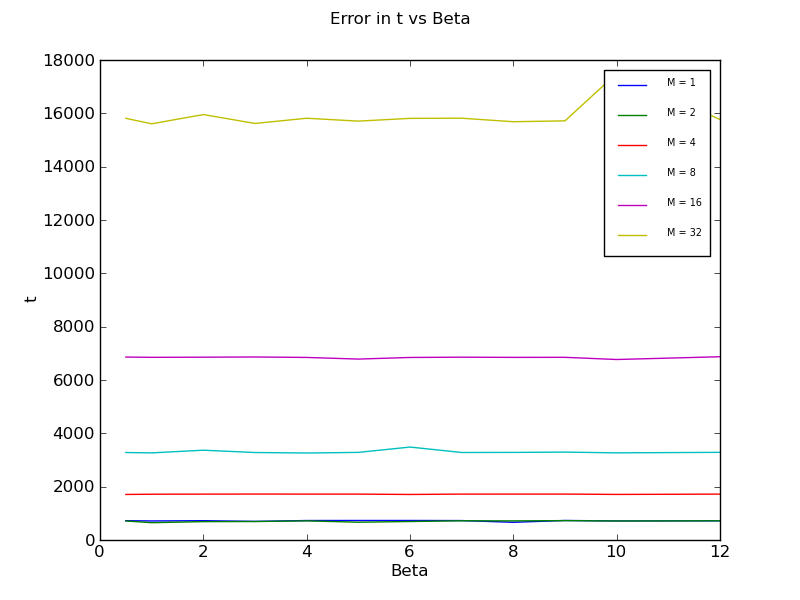 Error in t vs Beta
18000
16000
14000
12000
10000
8000
6000
4000
2000
0
t
M = 1
M = 2
M = 4
M = 8
M = 16
M = 32
0 2 4 6 8 10 12
Beta